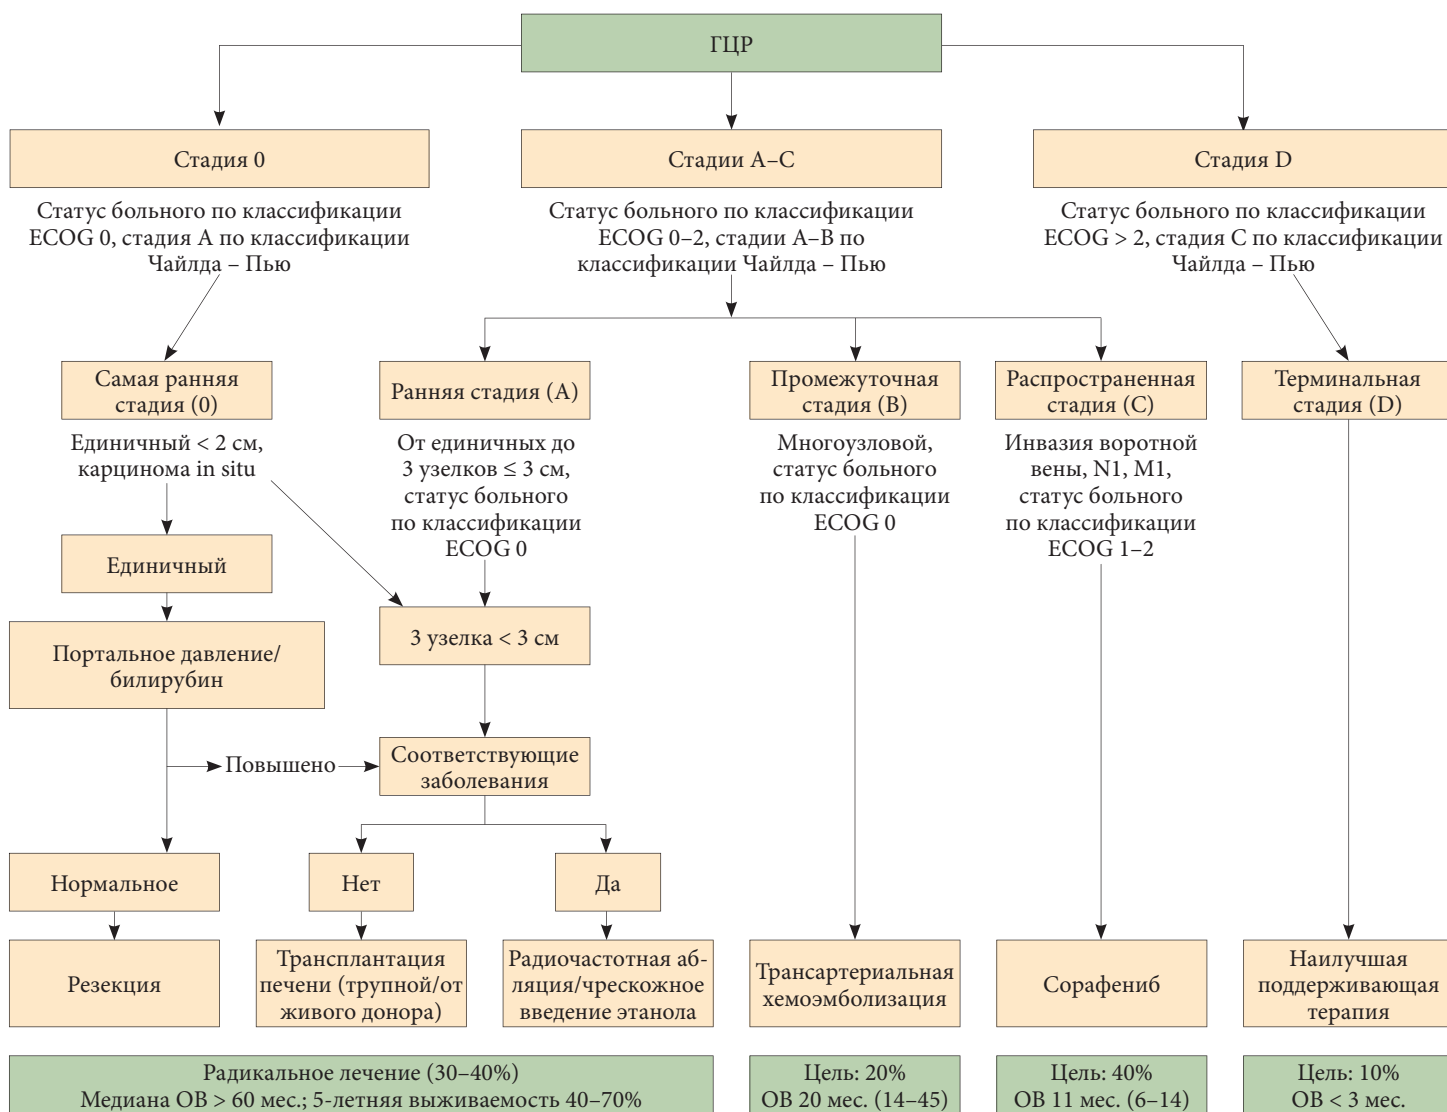 ГЦР
Стадия 0
Стадии A–C
Стадия D
Статус больного по классификации
ECOG 0, стадия A по классификации
Чайлда – Пью
Статус больного по классификации
ECOG 0–2, стадии A–B по
классификации Чайлда – Пью
Статус больного по классификации
ECOG > 2, стадия C по классификации
Чайлда – Пью
Самая ранняя
стадия (0)
Ранняя стадия (A)
Промежуточная
стадия (B)
Распространенная
стадия (C)
Терминальная
стадия (D)
Единичный < 2 см,
карцинома in situ
От единичных до
3 узелков ≤ 3 см,
статус больного
по классификации
ECOG 0
Многоузловой,
статус больного
по классификации
ECOG 0
Инвазия воротной
вены, N1, M1,
статус больного
по классификации
ECOG 1–2
Единичный
3 узелка < 3 см
Портальное давление/
билирубин
Повышено
Соответствующие
заболевания
Нормальное
Нет
Да
Резекция
Трансплантация
печени (трупной/от
живого донора)
Радиочастотная аб-
ляция/чрескожное
введение этанола
Трансартериальная
хемоэмболизация
Сорафениб
Наилучшая
поддерживающая
терапия
Радикальное лечение (30–40%)
Медиана ОВ > 60 мес.; 5-летняя выживаемость 40–70%
Цель: 20%
ОВ 20 мес. (14–45)
Цель: 40%
ОВ 11 мес. (6–14)
Цель: 10%
ОВ < 3 мес.